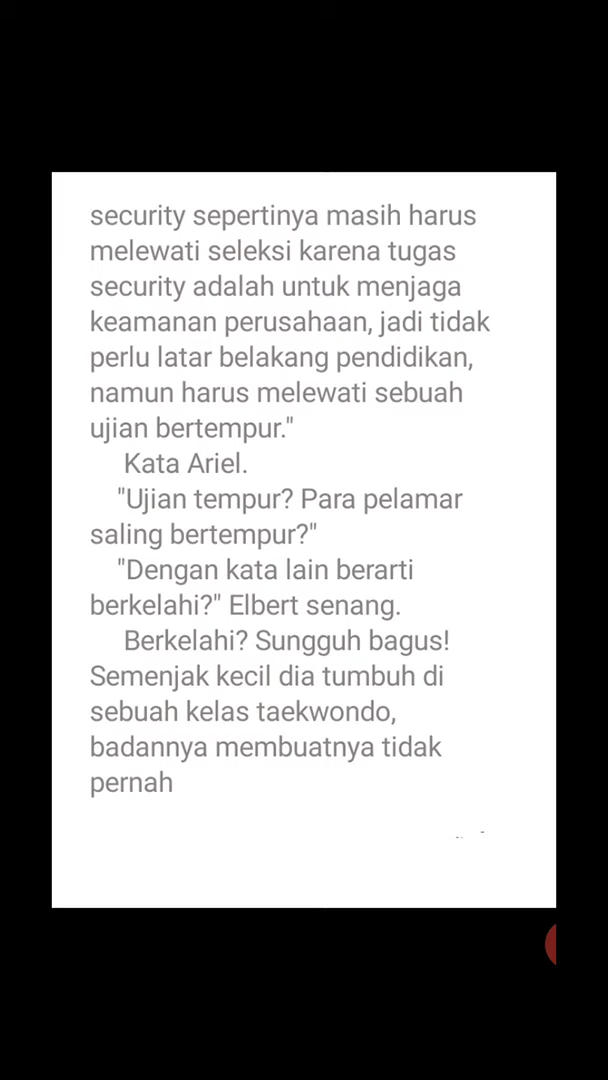 security sepertinya masih harus
melewati seleksi karena tugas
security adalah untuk menjaga
keamanan perusahaan, jadi tidak
perlu latar belakang pendidikan,
namun harus melewati sebuah
ujian bertempur."
Kata Ariel.
"Ujian tempur? Para pelamar
saling bertempur?"
"Dengan kata lain berarti
berkelahi?" Elbert senang.
Berkelahi? Sungguh bagus!
Semenjak kecil dia tumbuh di
sebuah kelas taekwondo,
badannya membuatnya tidak
pernah